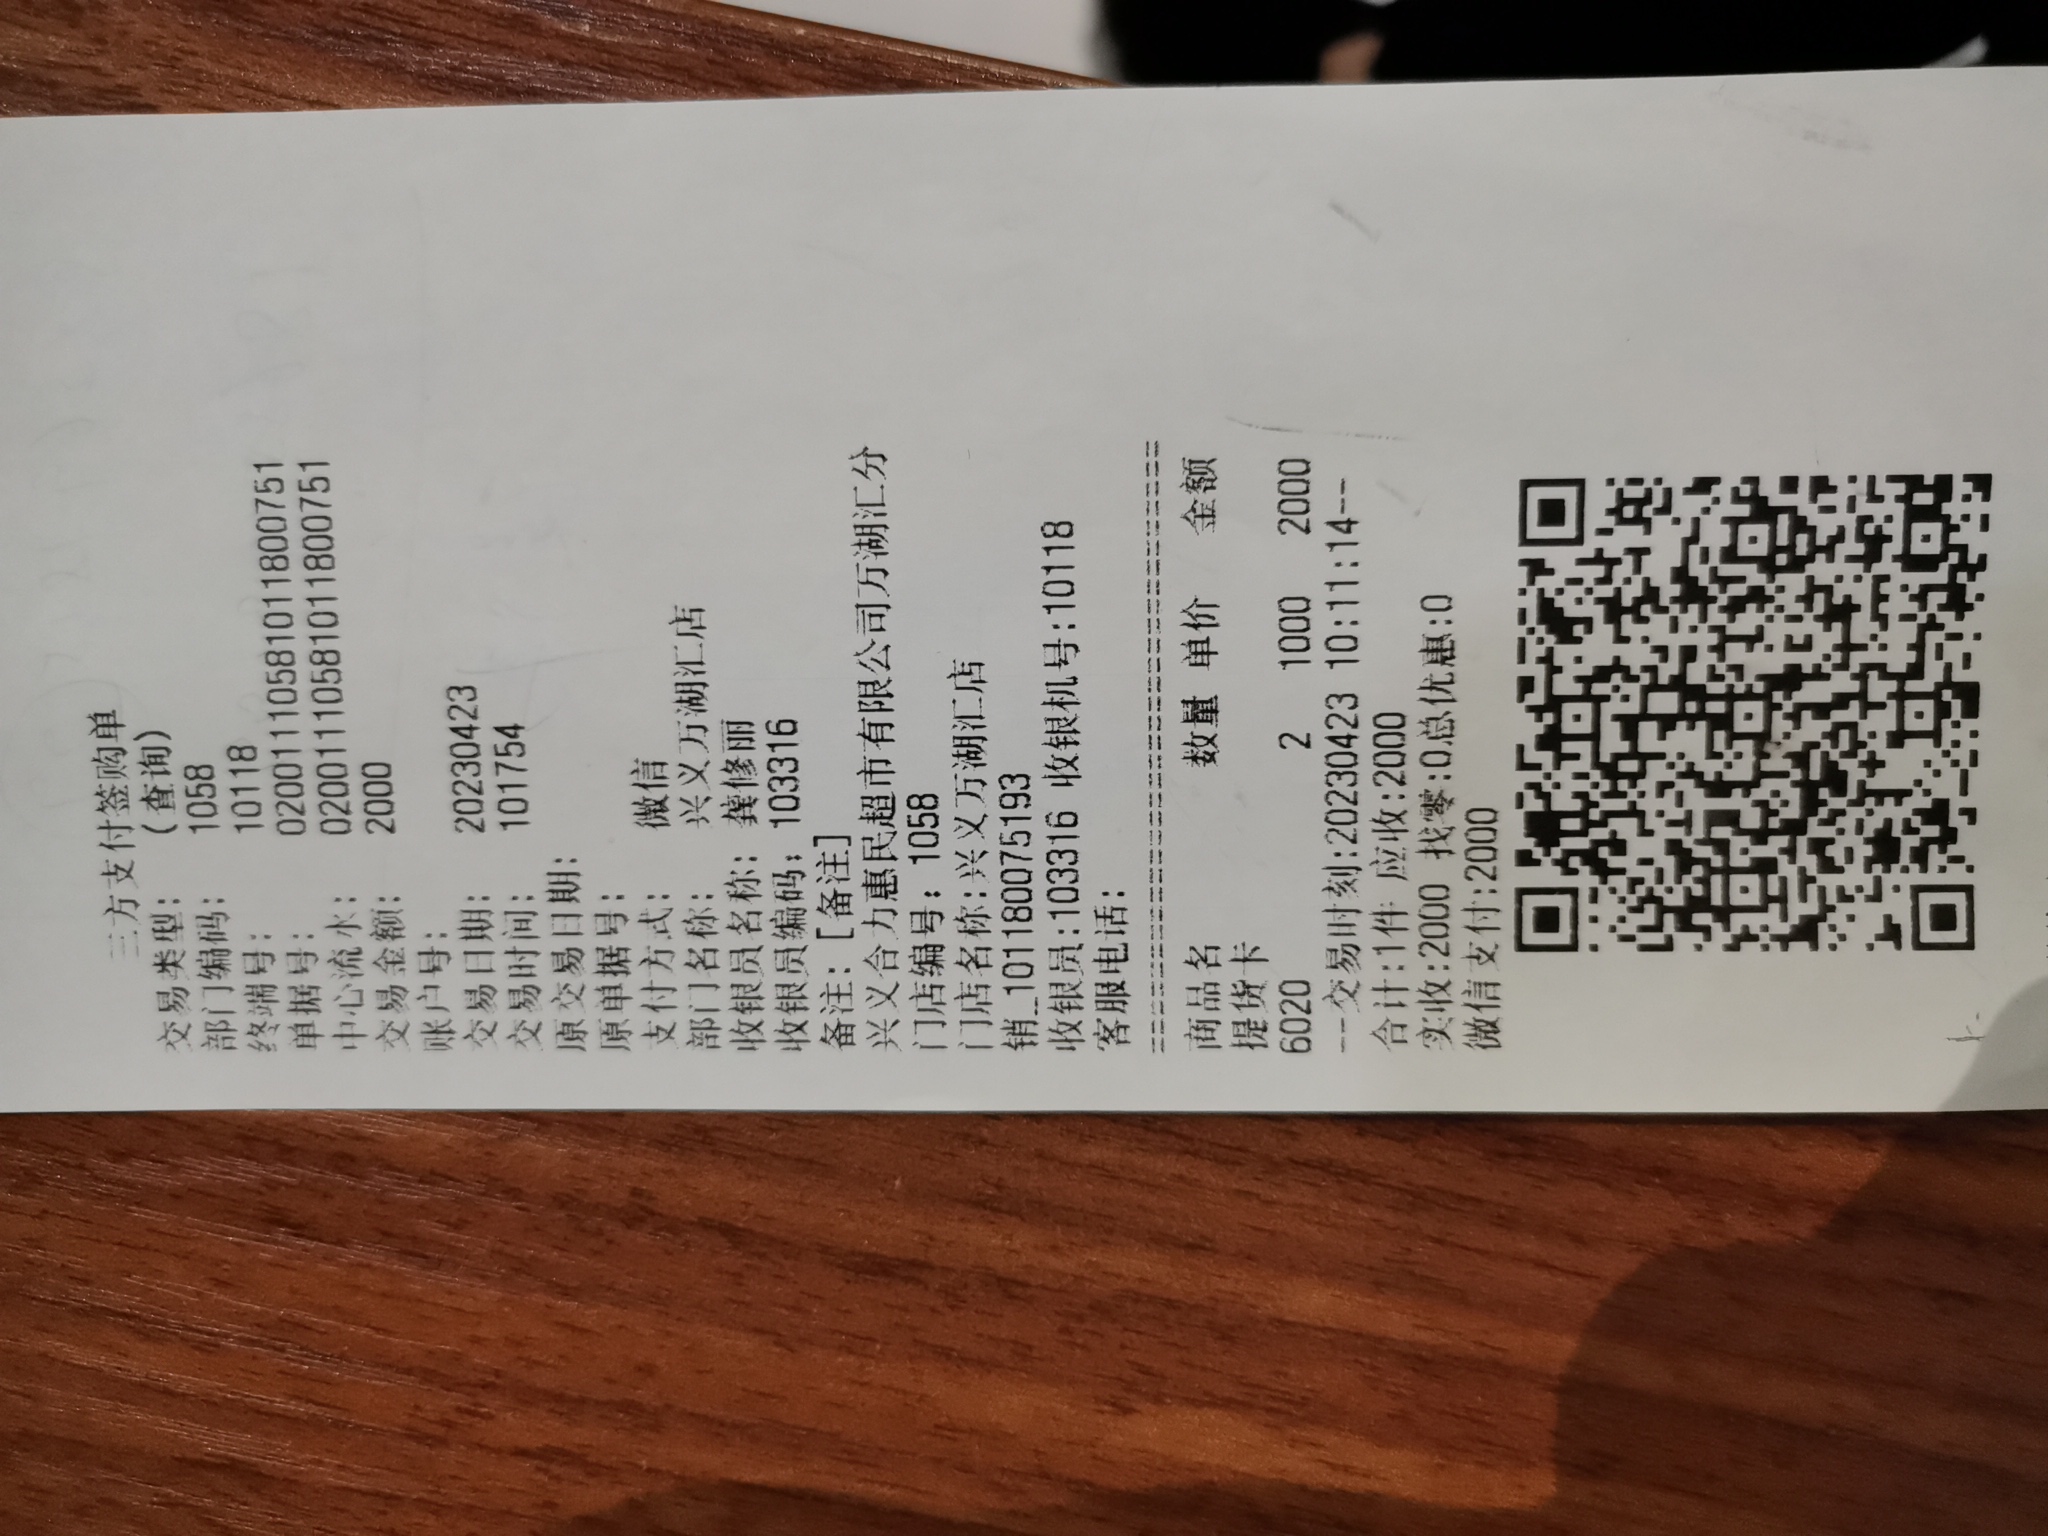 三方支付签购单
交易类型: (查询)
部门编码: 1058
终端号: 10118
单据号: 0200111058101180​0751
中心流水: 02001110581011800751
交易金额: 2000
账户号:
交易日期: 20230423
交易时间: 101754
原交易日期:
原单据号:
支付方式: 微信
部门名称: 兴义万湖汇店
收银员名称: 龚修丽
收银员编码: 103316
备注: [备注]
兴义合力惠民超市有限公司万湖汇分
门店编号: 1058
门店名称:兴义万湖汇店
销_101180075193
收银员:103316 收银机号:10118
客服电话:
================================
商品名 数量 单价 金额
提货卡
6020 2 1000 2000
--交易时刻:20230423 10:11:14--
合计:1件 应收:2000
实收:2000 找零:0总优惠:0
微信支付:2000